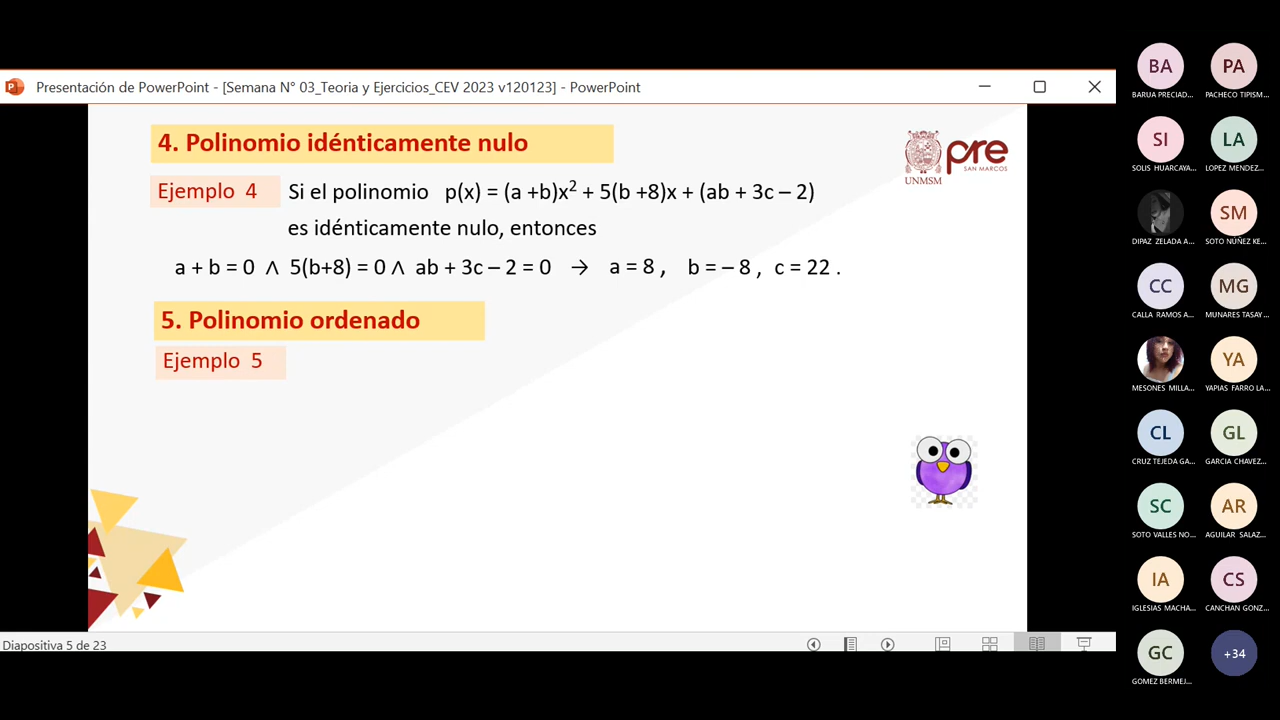 Presentación de PowerPoint - [Semana N° 03_Teoria y Ejercicios_CEV 2023 v120123] - PowerPoint
4. Polinomio idénticamente nulo
pre
SAN MARCOS
UNMSM
Ejemplo 4 Si el polinomio p(x) = (a +b)x² + 5(b +8)x + (ab + 3c – 2)
es idénticamente nulo, entonces
a + b = 0 ∧ 5(b+8) = 0 ∧ ab + 3c – 2 = 0 → a = 8 , b = – 8 , c = 22 .
5. Polinomio ordenado
Ejemplo 5
Diapositiva 5 de 23
BA PA
BARUA PRECIAD... PACHECO TIPISM...
SI LA
SOLIS HUARCAYA... LOPEZ MENDEZ...
SM
DIPAZ ZELADA A... SOTO NÚÑEZ KE...
CC MG
CALLA RAMOS A... MUNARES TASAY ...
YA
MESONES MILLA... YAPIAS FARRO LA...
CL GL
CRUZ TEJEDA GA... GARCIA CHAVEZ...
SC AR
SOTO VALLES NO... AGUILAR SALAZ...
IA CS
IGLESIAS MACHA... CANCHAN GONZ...
GC +34
GOMEZ BERMEJ...